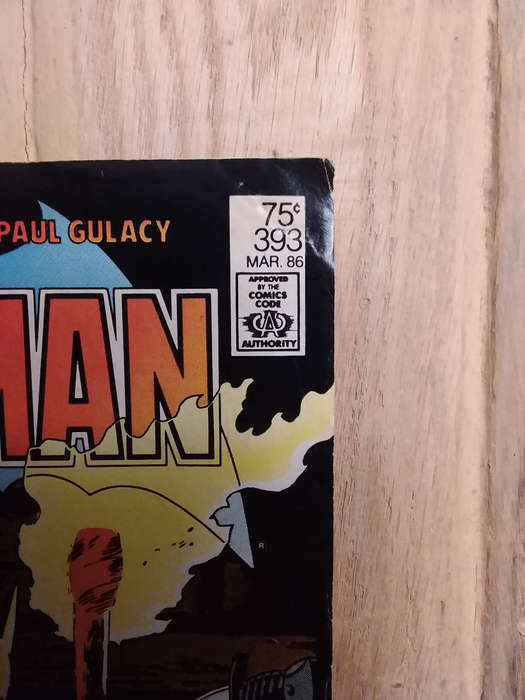 PAUL GULACY
75¢
393
MAR. 86
APPROVED
BY THE
COMICS
CODE
CA
AUTHORITY
MAN
R